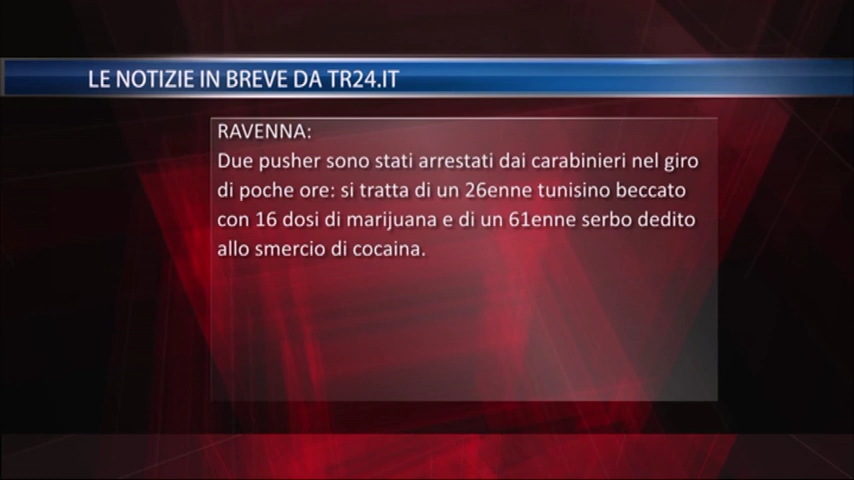 LE NOTIZIE IN BREVE DA TR24.IT
RAVENNA:
Due pusher sono stati arrestati dai carabinieri nel giro
di poche ore: si tratta di un 26enne tunisino beccato
con 16 dosi di marijuana e di un 61enne serbo dedito
allo smercio di cocaina.